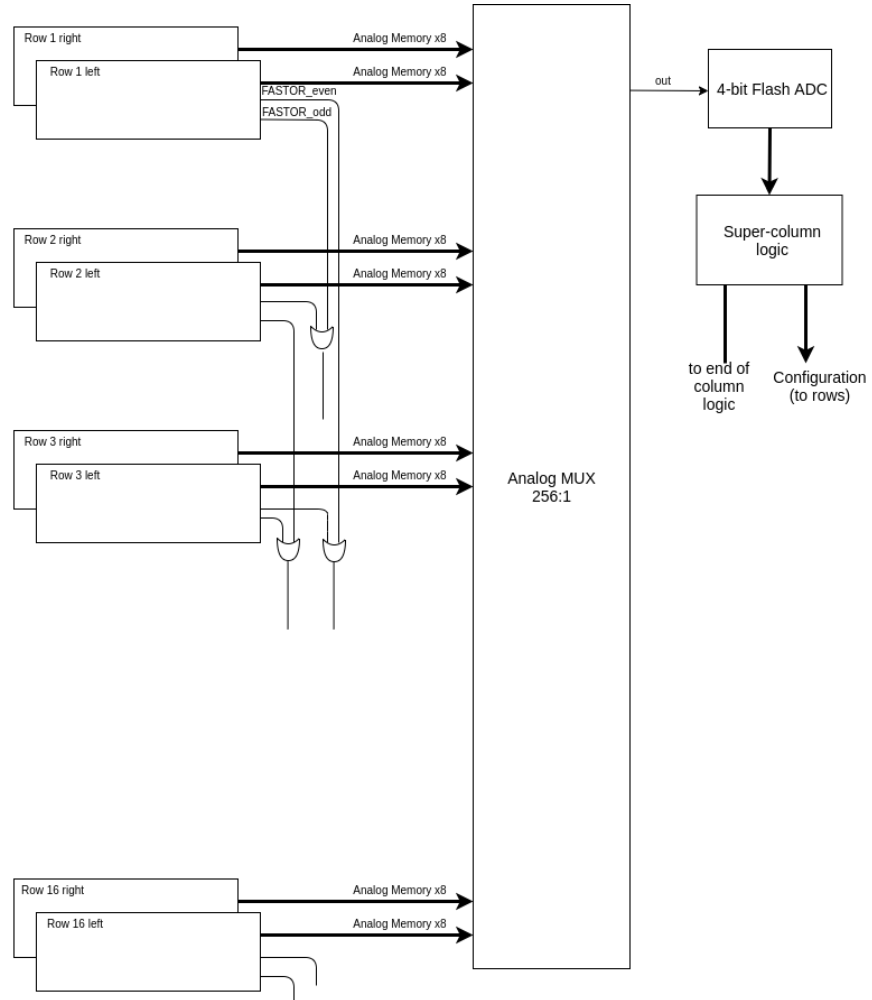 Row 1 right
Analog Memory x8
Row 1 left
Analog Memory x8
FASTOR_even
FASTOR_odd
out
4-bit Flash ADC
Super-column
logic
Row 2 right
Analog Memory x8
Row 2 left
Analog Memory x8
to end of
column
logic
Configuration
(to rows)
Row 3 right
Analog Memory x8
Row 3 left
Analog Memory x8
Analog MUX
256:1
Row 16 right
Analog Memory x8
Row 16 left
Analog Memory x8